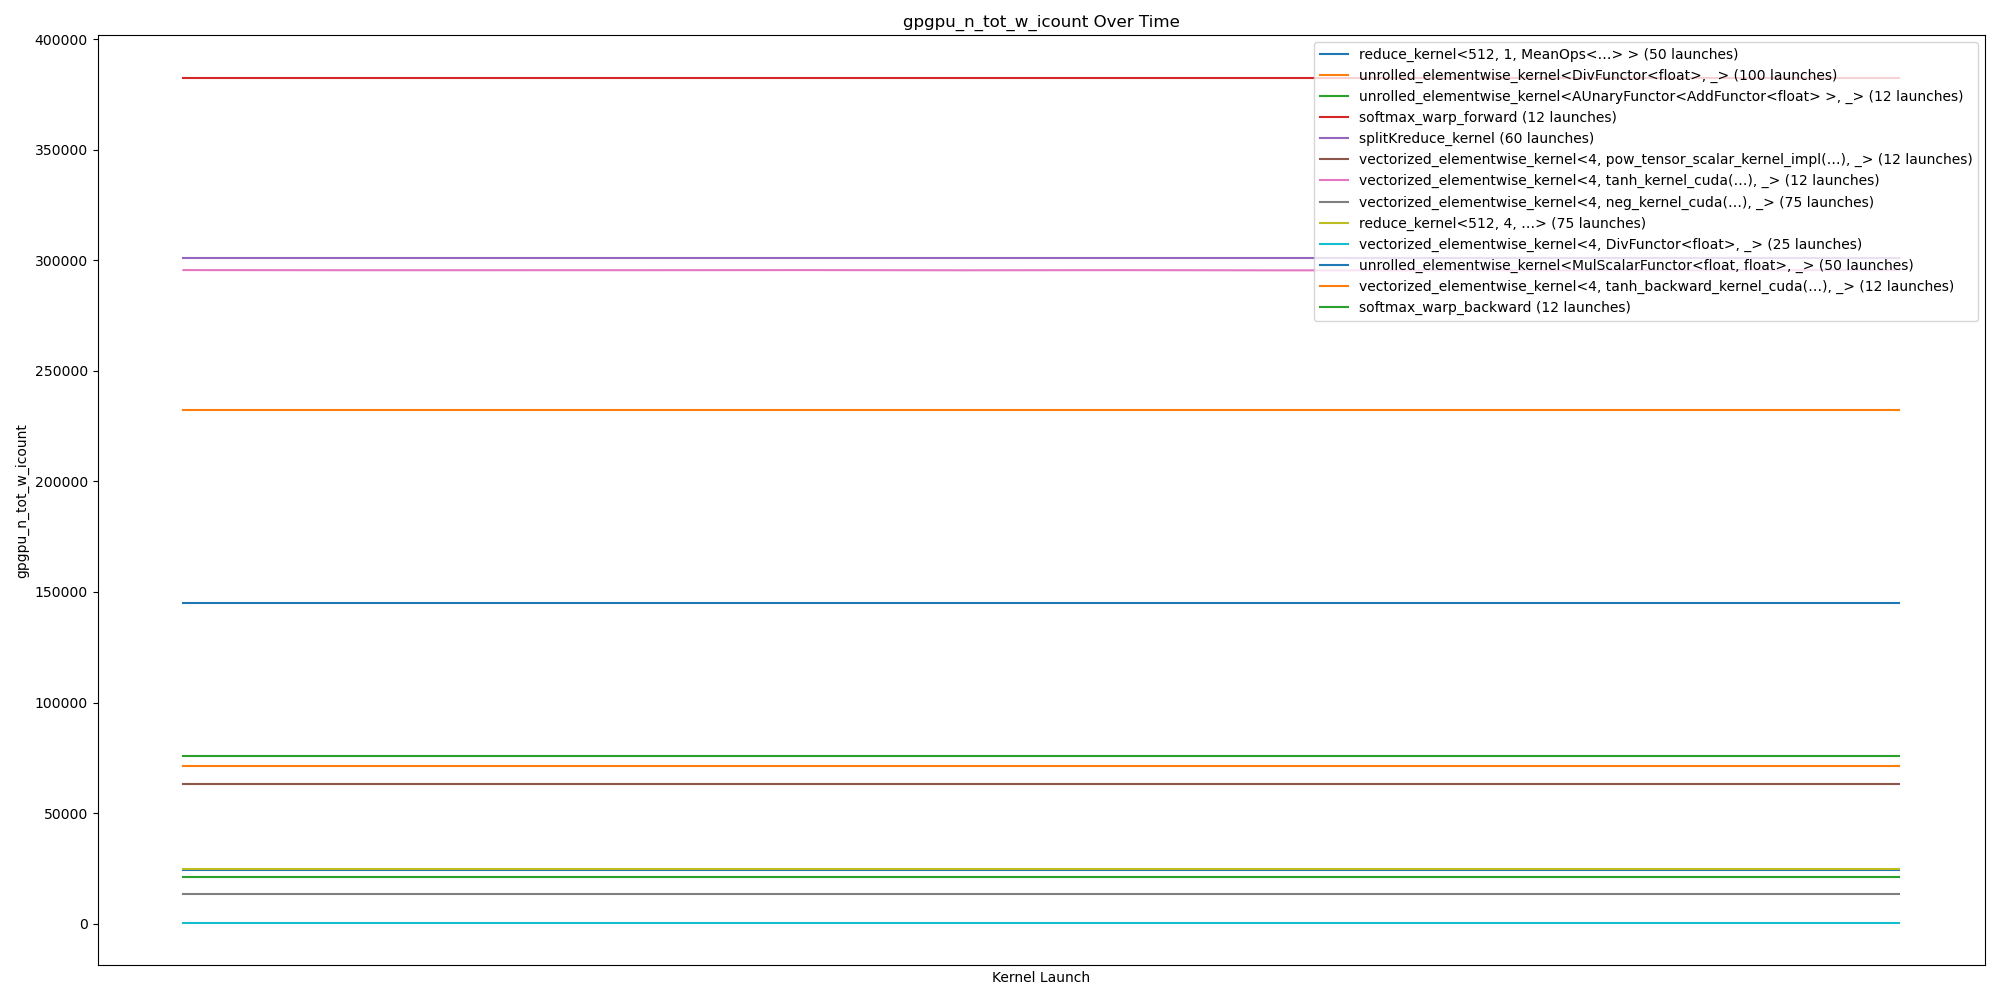 gpgpu_n_tot_w_icount Over Time
400000
350000
300000
250000
200000
150000
100000
50000
0
gpgpu_n_tot_w_icount
Kernel Launch
reduce_kernel<512, 1, MeanOps<...> > (50 launches)
unrolled_elementwise_kernel<DivFunctor<float>, _> (100 launches)
unrolled_elementwise_kernel<AUnaryFunctor<AddFunctor<float> >, _> (12 launches)
softmax_warp_forward (12 launches)
splitKreduce_kernel (60 launches)
vectorized_elementwise_kernel<4, pow_tensor_scalar_kernel_impl(...), _> (12 launches)
vectorized_elementwise_kernel<4, tanh_kernel_cuda(...), _> (12 launches)
vectorized_elementwise_kernel<4, neg_kernel_cuda(...), _> (75 launches)
reduce_kernel<512, 4, ...> (75 launches)
vectorized_elementwise_kernel<4, DivFunctor<float>, _> (25 launches)
unrolled_elementwise_kernel<MulScalarFunctor<float, float>, _> (50 launches)
vectorized_elementwise_kernel<4, tanh_backward_kernel_cuda(...), _> (12 launches)
softmax_warp_backward (12 launches)